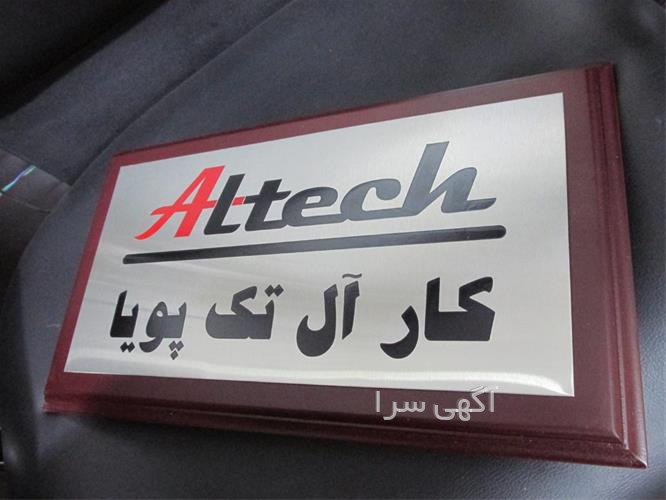 Altech
کار آل تک پویا
آگهی سرا